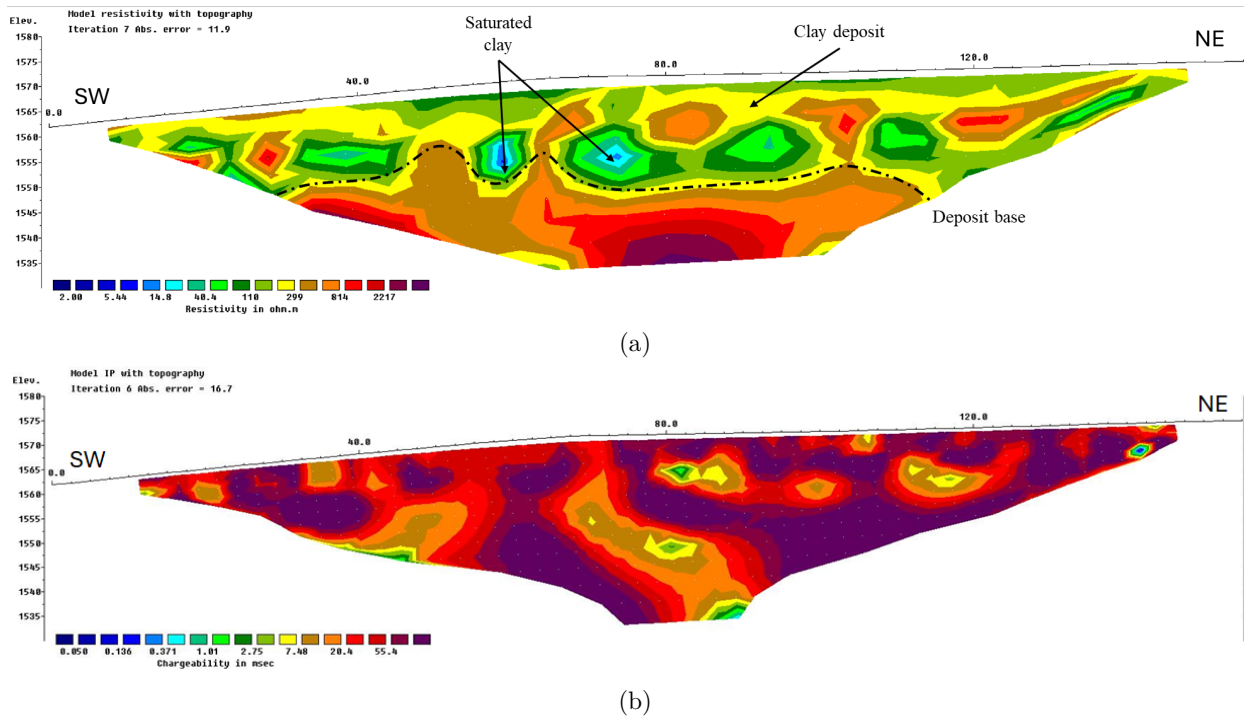 Model resistivity with topography
Elev.
Iteration 7 Abs. error = 11.9
Saturated
clay
Clay deposit
NE
1580
1575
1570
1565
1560
1555
1550
1545
1540
1535
SW
0.0
40.0
80.0
120.0
Deposit base
2.00 5.44 14.8 40.4 110 299 814 2217
Resistivity in ohm.m
(a)
Model IP with topography
Elev.
Iteration 6 Abs. error = 16.7
NE
1580
1575
1570
1565
1560
1555
1550
1545
1540
1535
SW
0.0
40.0
80.0
120.0
0.050 0.136 0.371 1.01 2.75 7.48 20.4 55.4
Chargeability in msec
(b)